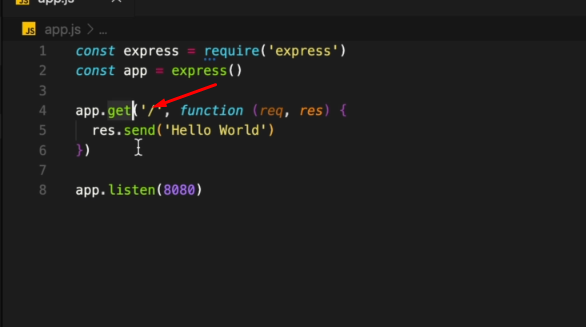 JS app.js
JS app.js > ...
1 const express = require('express')
2 const app = express()
3
4 app.get('/', function (req, res) {
5 res.send('Hello World')
6 })
7
8 app.listen(8080)